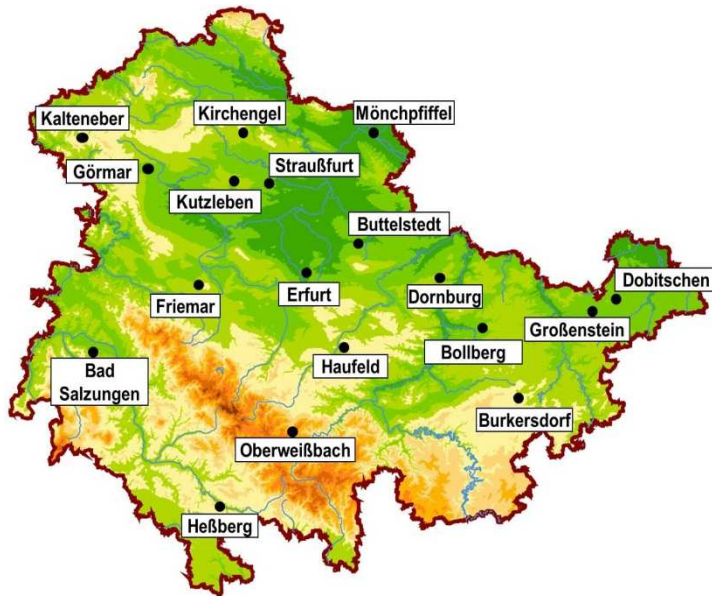 Kirchengel
Mönchpfiffel
Kalteneber
Straußfurt
Görmar
Kutzleben
Buttelstedt
Dobitschen
Friemar
Erfurt
Dornburg
Großenstein
Haufeld
Bollberg
Bad
Salzungen
Burkersdorf
Oberweißbach
Heßberg